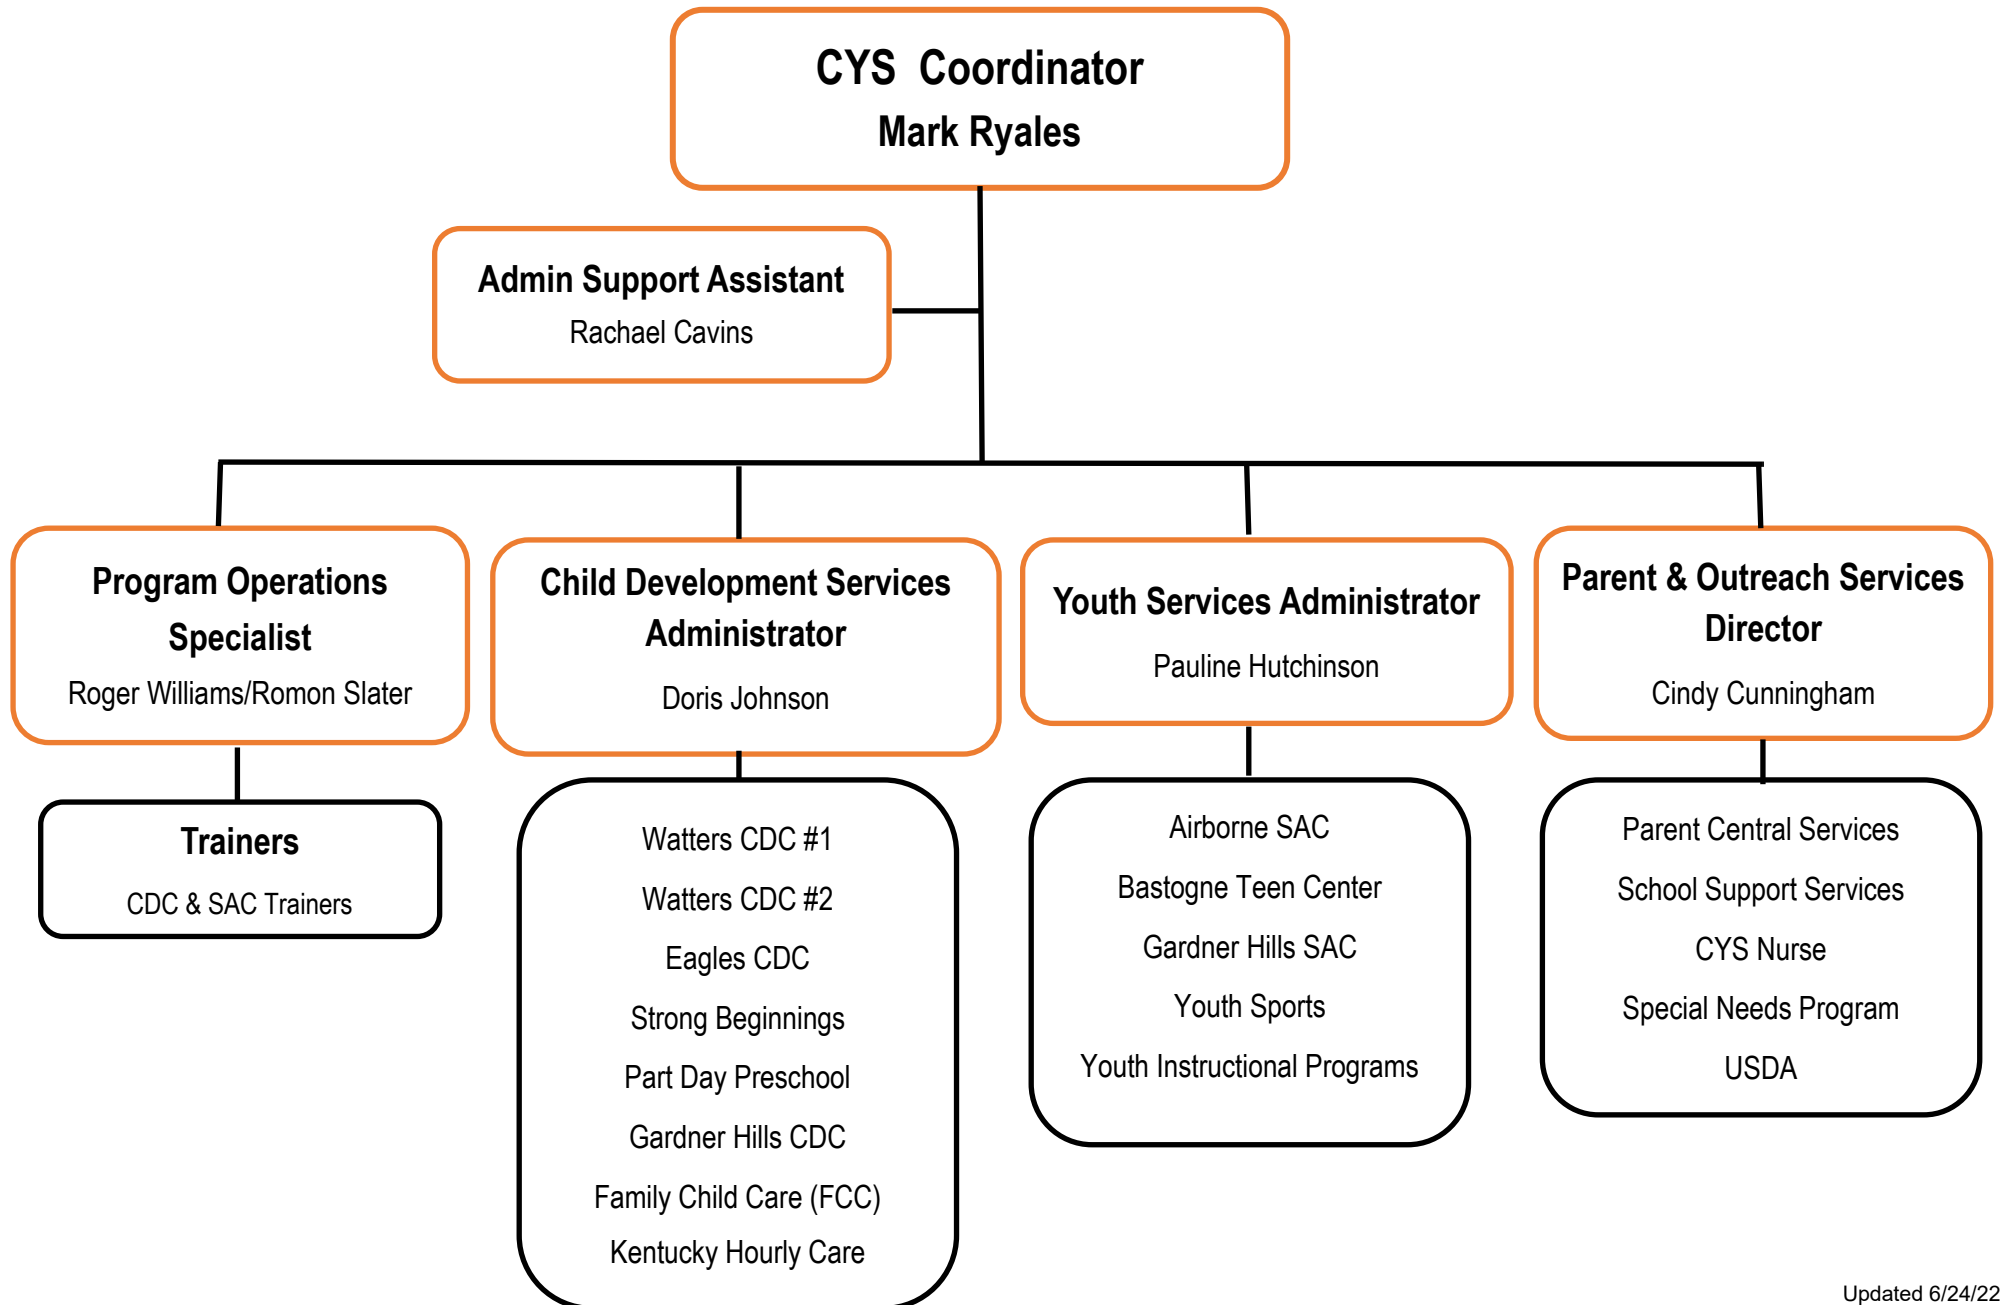 CYS Coordinator
Mark Ryales
Admin Support Assistant
Rachael Cavins
Program Operations
Specialist
Roger Williams/Romon Slater
Trainers
CDC & SAC Trainers
Child Development Services
Administrator
Doris Johnson
Watters CDC #1
Watters CDC #2
Eagles CDC
Strong Beginnings
Part Day Preschool
Gardner Hills CDC
Family Child Care (FCC)
Kentucky Hourly Care
Youth Services Administrator
Pauline Hutchinson
Airborne SAC
Bastogne Teen Center
Gardner Hills SAC
Youth Sports
Youth Instructional Programs
Parent & Outreach Services
Director
Cindy Cunningham
Parent Central Services
School Support Services
CYS Nurse
Special Needs Program
USDA
Updated 6/24/22